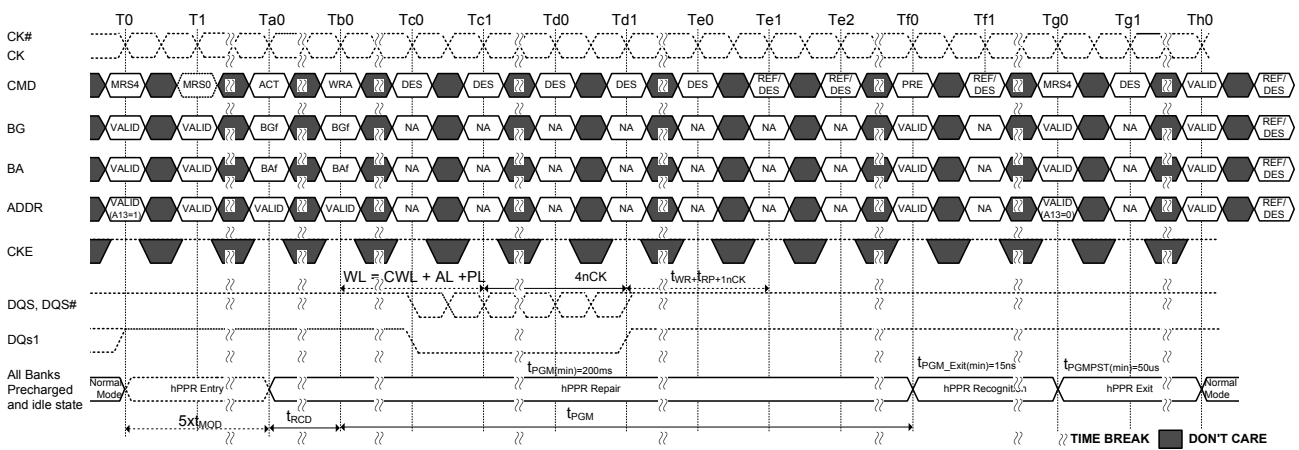 T0 T1 Ta0 Tb0 Tc0 Tc1 Td0 Td1 Te0 Te1 Te2 Tf0 Tf1 Tg0 Tg1 Th0
CK#
CK
CMD MRS4 MRS0 ACT WRA DES DES DES DES DES REF/DES REF/DES PRE REF/DES MRS4 DES VALID REF/DES
BG VALID VALID BGf BGf NA NA NA NA NA NA NA VALID NA VALID NA VALID REF/DES
BA VALID VALID BAf BAf NA NA NA NA NA NA NA VALID NA VALID NA VALID REF/DES
ADDR VALID (A13=1) VALID VALID VALID NA NA NA NA NA NA NA VALID NA VALID (A13=0) NA VALID REF/DES
CKE
WL = CWL + AL +PL 4nCK tWR+tRP+1nCK
DQS, DQS#
DQs1
tPGM(min)=200ms tPGM_Exit(min)=15ns tPGMPST(min)=50us
All Banks
Precharged
and idle state
Normal Mode hPPR Entry hPPR Repair hPPR Recognition hPPR Exit Normal Mode
5xtMOD tRCD tPGM
TIME BREAK DON'T CARE